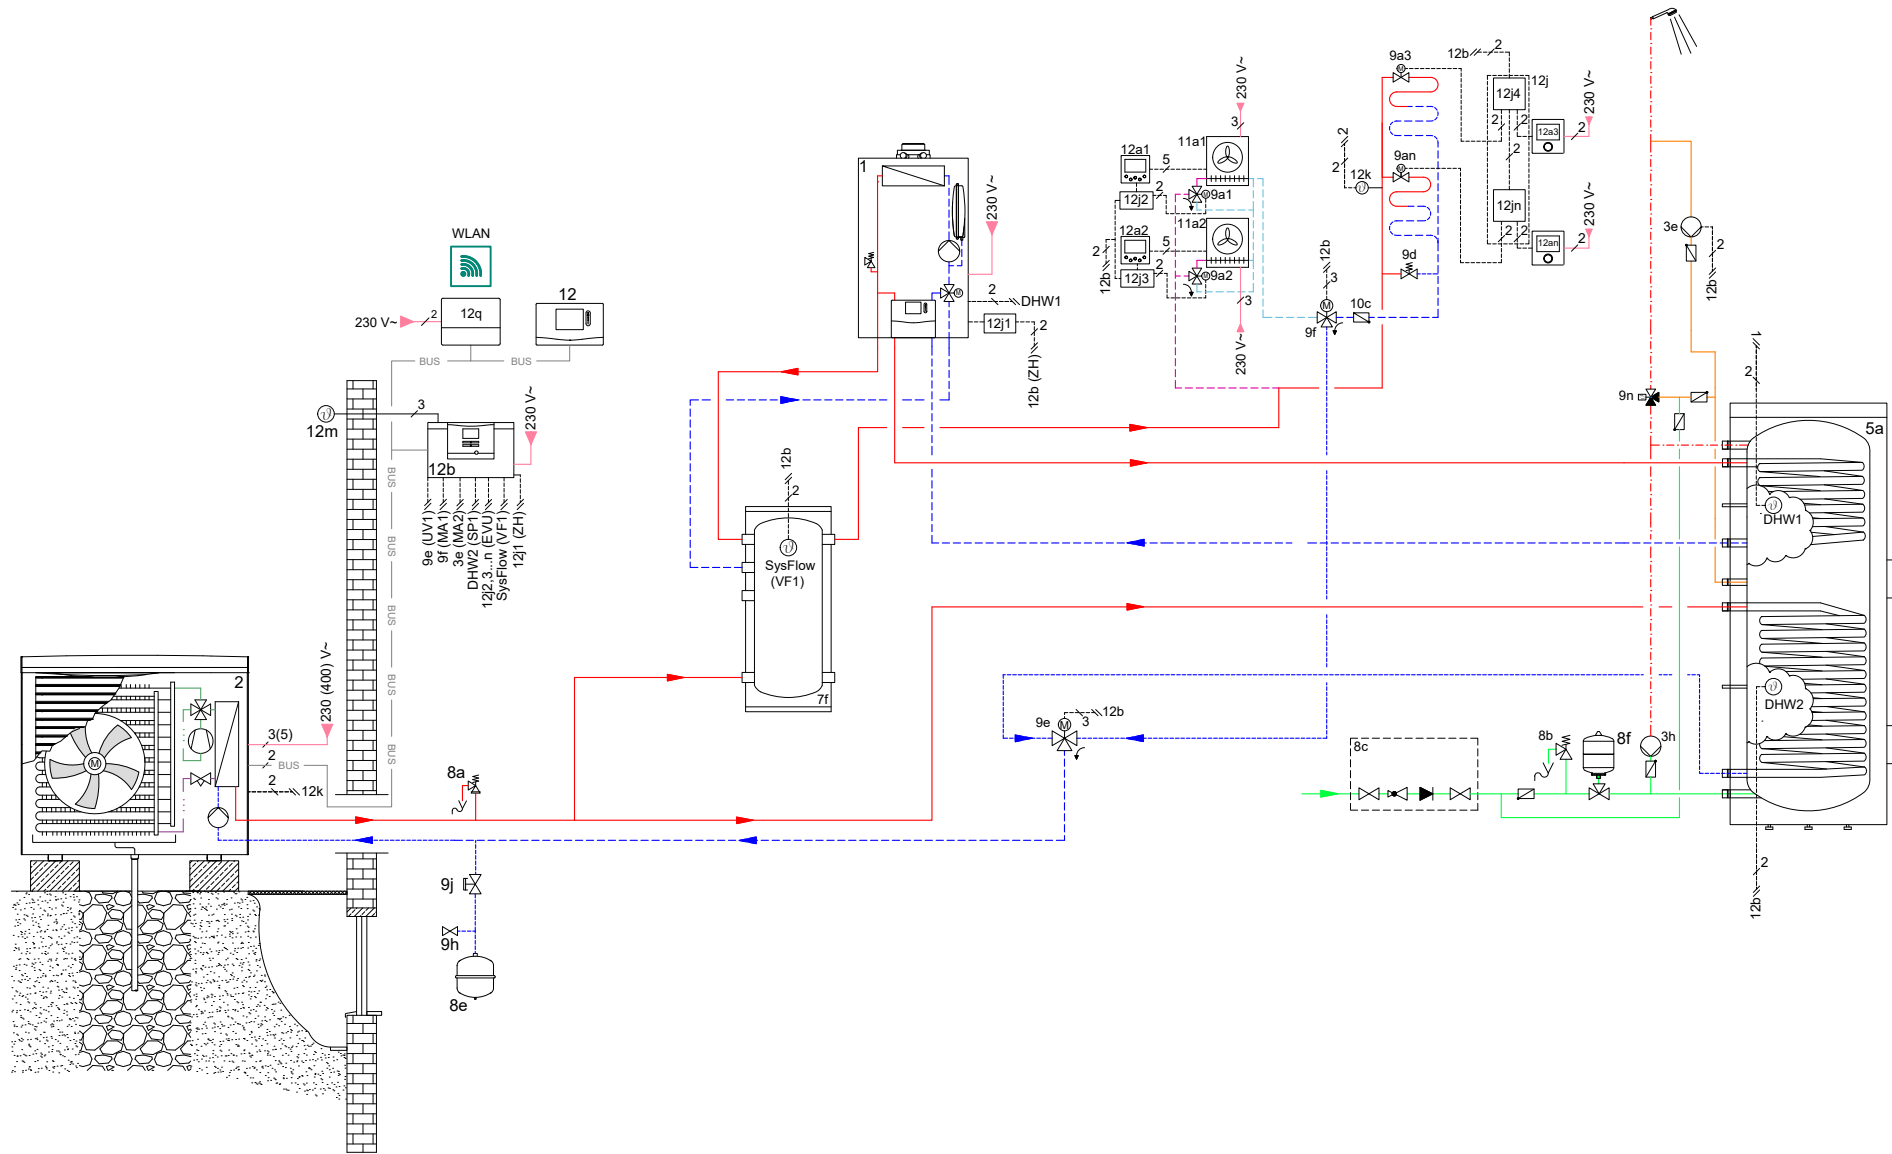 9a3
12b
2
12j
12j4
230 V~
2
2
12a3
2
2
230 V~
3
11a1
12a1
5
12j2
2
M
9a1
11a2
12a2
5
12j3
2
M
9a2
2
12b
3
230 V~
2
2
12k
9an
M
M
12jn
2
2
12an
2
230 V~
9d
12b
3
M
9f
10c
3e
2
12b
1
230 V~
2
DHW1
12j1
2
12b (ZH)
M
WLAN
12q
12
230 V~
2
BUS
BUS
12m
3
12b
230 V~
BUS
BUS
BUS
BUS
9e (UV1)
9f (MA1)
3e (MA2)
DHW2 (SP1)
12j2,3...n (EVU)
SysFlow (VF1)
12j1 (ZH)
12b
2
SysFlow
(VF1)
7f
9n
1
2
5a
DHW1
DHW2
2
12b
2
M
230 (400) V~
3(5)
2
BUS
2
12k
8a
9e
M
3
12b
8c
8b
8f
3h
9j
9h
8e